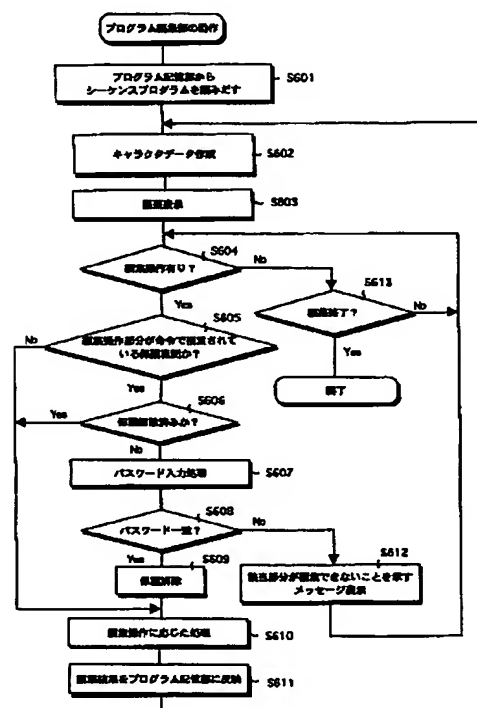 プログラム編集部の動作
プログラム記憶部から
シーケンスプログラムを読みだす
S601
キャラクタデータ作成
S602
画面表示
S603
編集操作有り?
S604
No
編集終了?
S613
No
Yes
Yes
終了
S605
No
編集操作部分が命令で設定されて
いる保護範囲か?
Yes
S606
Yes
保護解除済みか?
No
パスワード入力処理
S607
S608
パスワード一致?
No
Yes
S609
保護解除
S612
該当部分が編集できないことを示す
メッセージ表示
編集操作に応じた処理
S610
編集結果をプログラム記憶部に反映
S611